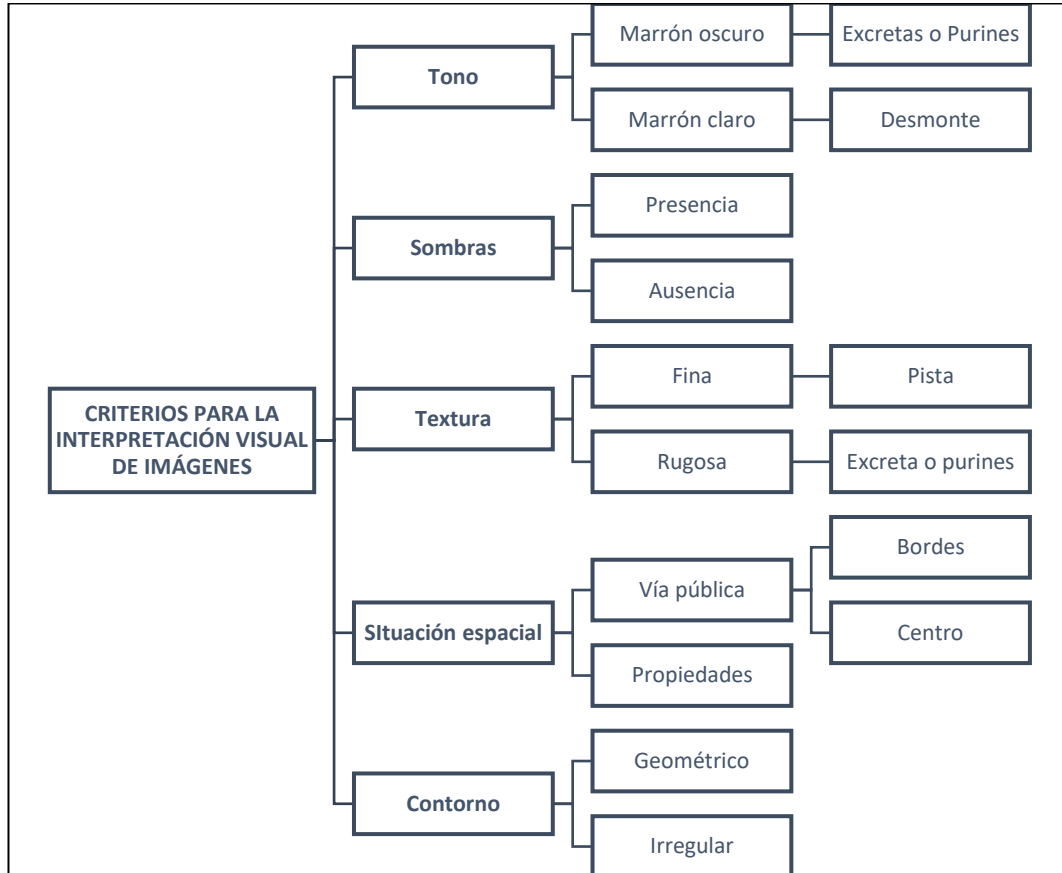 CRITERIOS PARA LA
INTERPRETACIÓN VISUAL
DE IMÁGENES
Tono
Marrón oscuro
Excretas o Purines
Marrón claro
Desmonte
Sombras
Presencia
Ausencia
Textura
Fina
Pista
Rugosa
Excreta o purines
SItuación espacial
Vía pública
Bordes
Centro
Propiedades
Contorno
Geométrico
Irregular